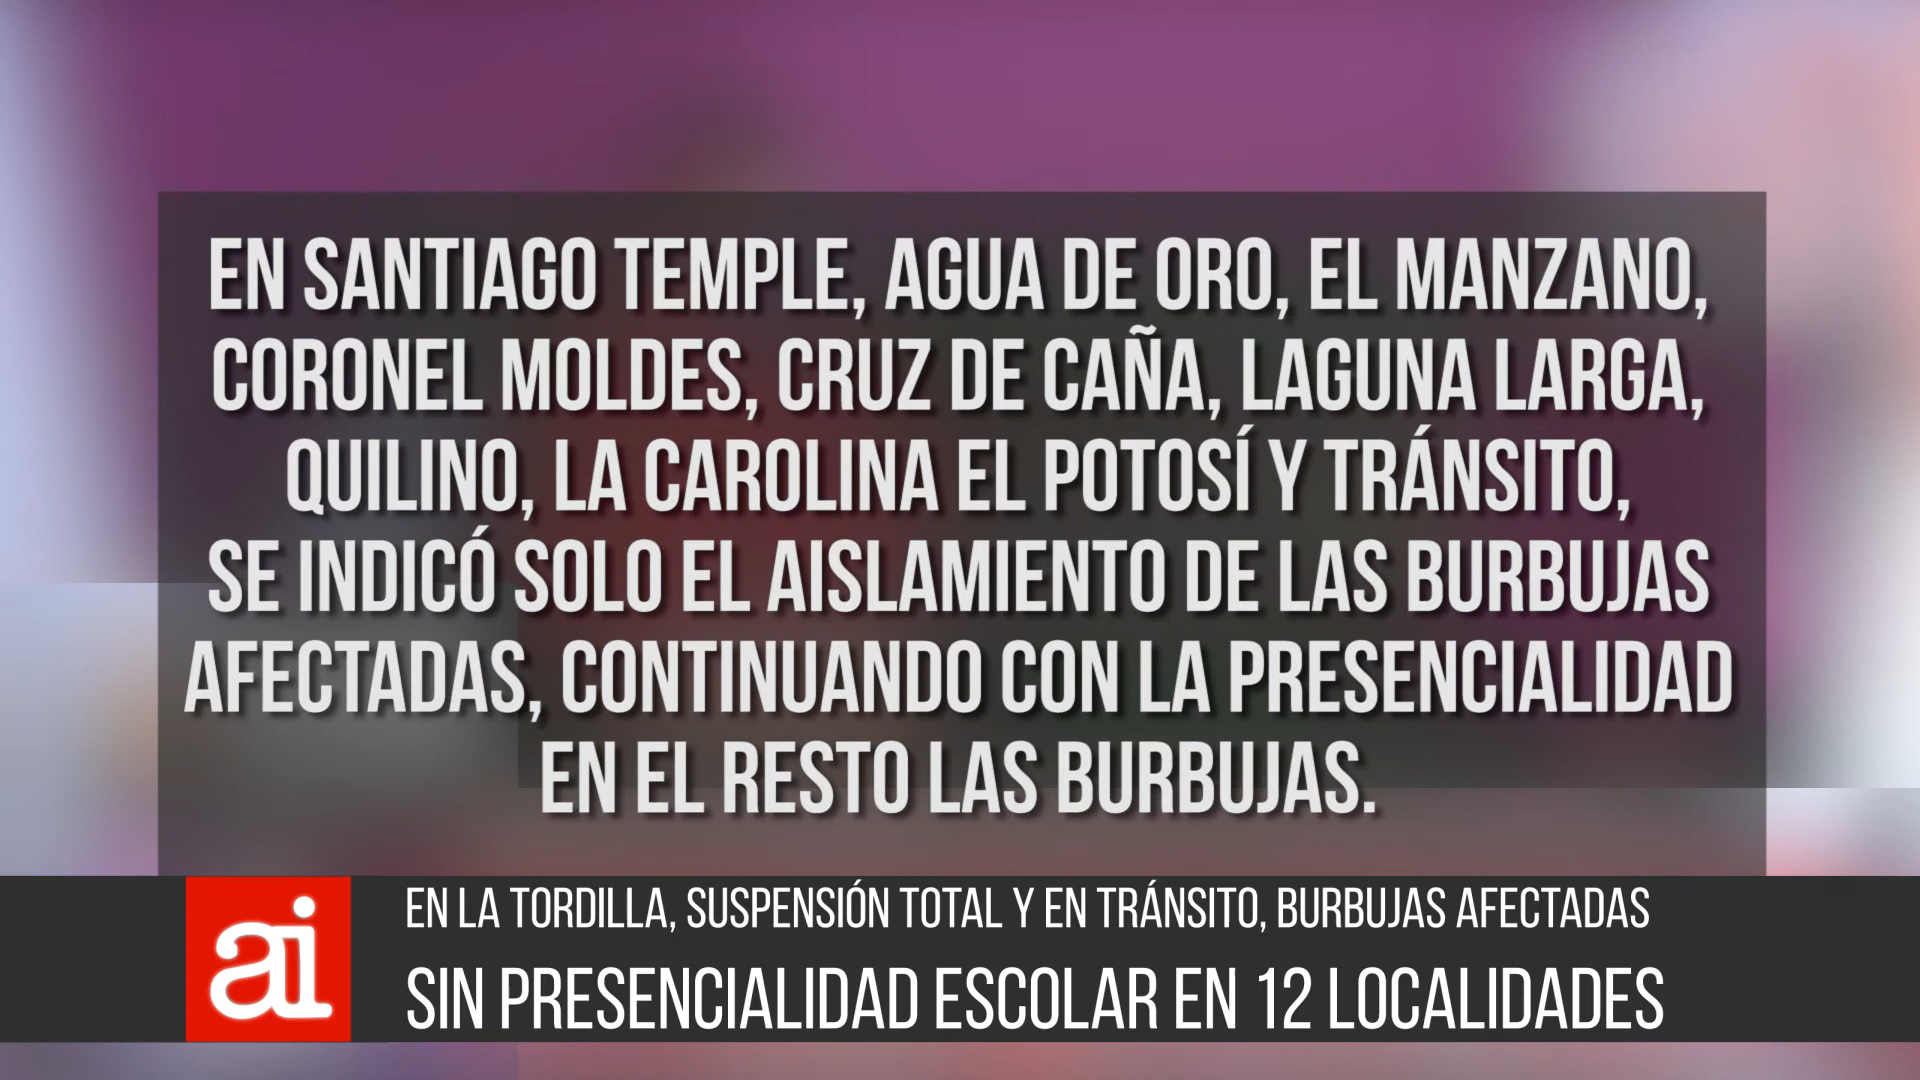 EN SANTIAGO TEMPLE, AGUA DE ORO, EL MANZANO,
CORONEL MOLDES, CRUZ DE CAÑA, LAGUNA LARGA,
QUILINO, LA CAROLINA EL POTOSÍ Y TRÁNSITO,
SE INDICÓ SOLO EL AISLAMIENTO DE LAS BURBUJAS
AFECTADAS, CONTINUANDO CON LA PRESENCIALIDAD
EN EL RESTO LAS BURBUJAS.
ai
EN LA TORDILLA, SUSPENSIÓN TOTAL Y EN TRÁNSITO, BURBUJAS AFECTADAS
SIN PRESENCIALIDAD ESCOLAR EN 12 LOCALIDADES